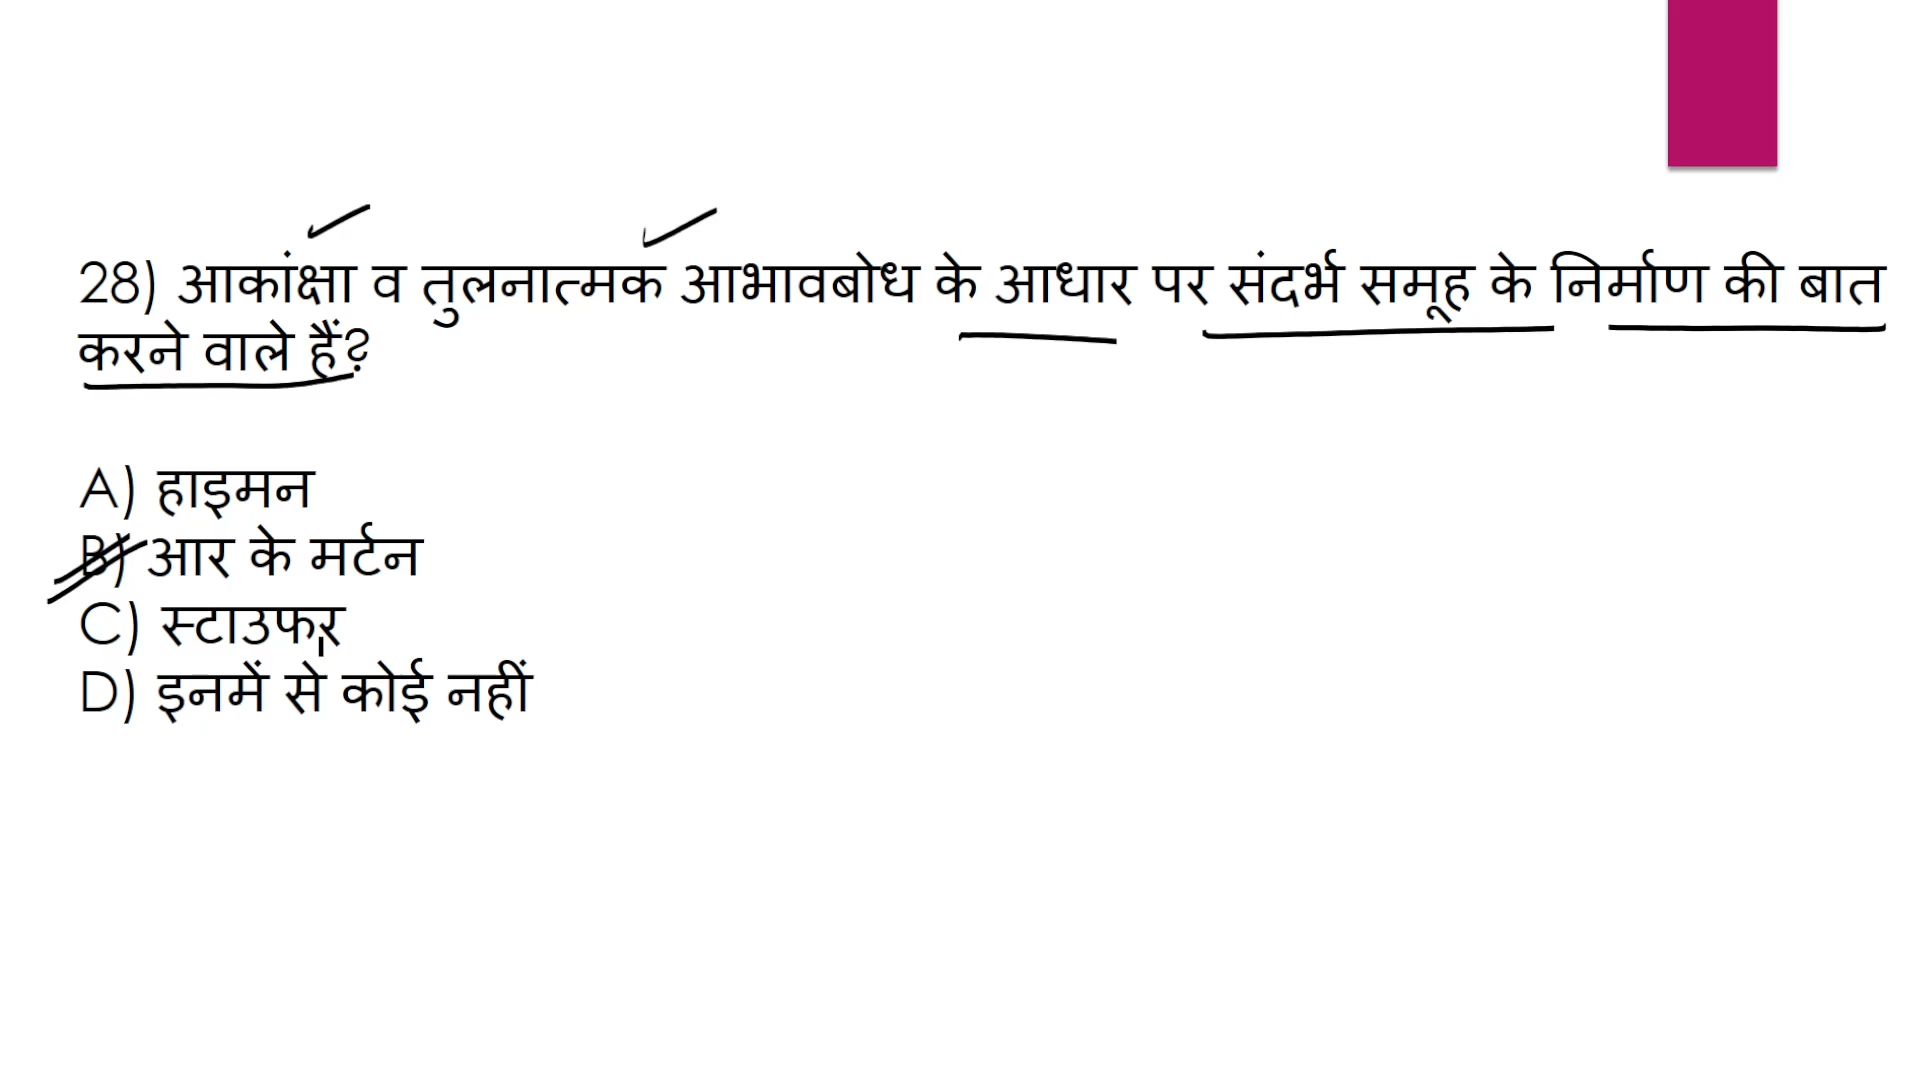 28) आकांक्षा व तुलनात्मक आभावबोध के आधार पर संदर्भ समूह के निर्माण की बात
करने वाले हैं?
A) हाइमन
B) आर के मर्टन
C) स्टाउफर
D) इनमें से कोई नहीं